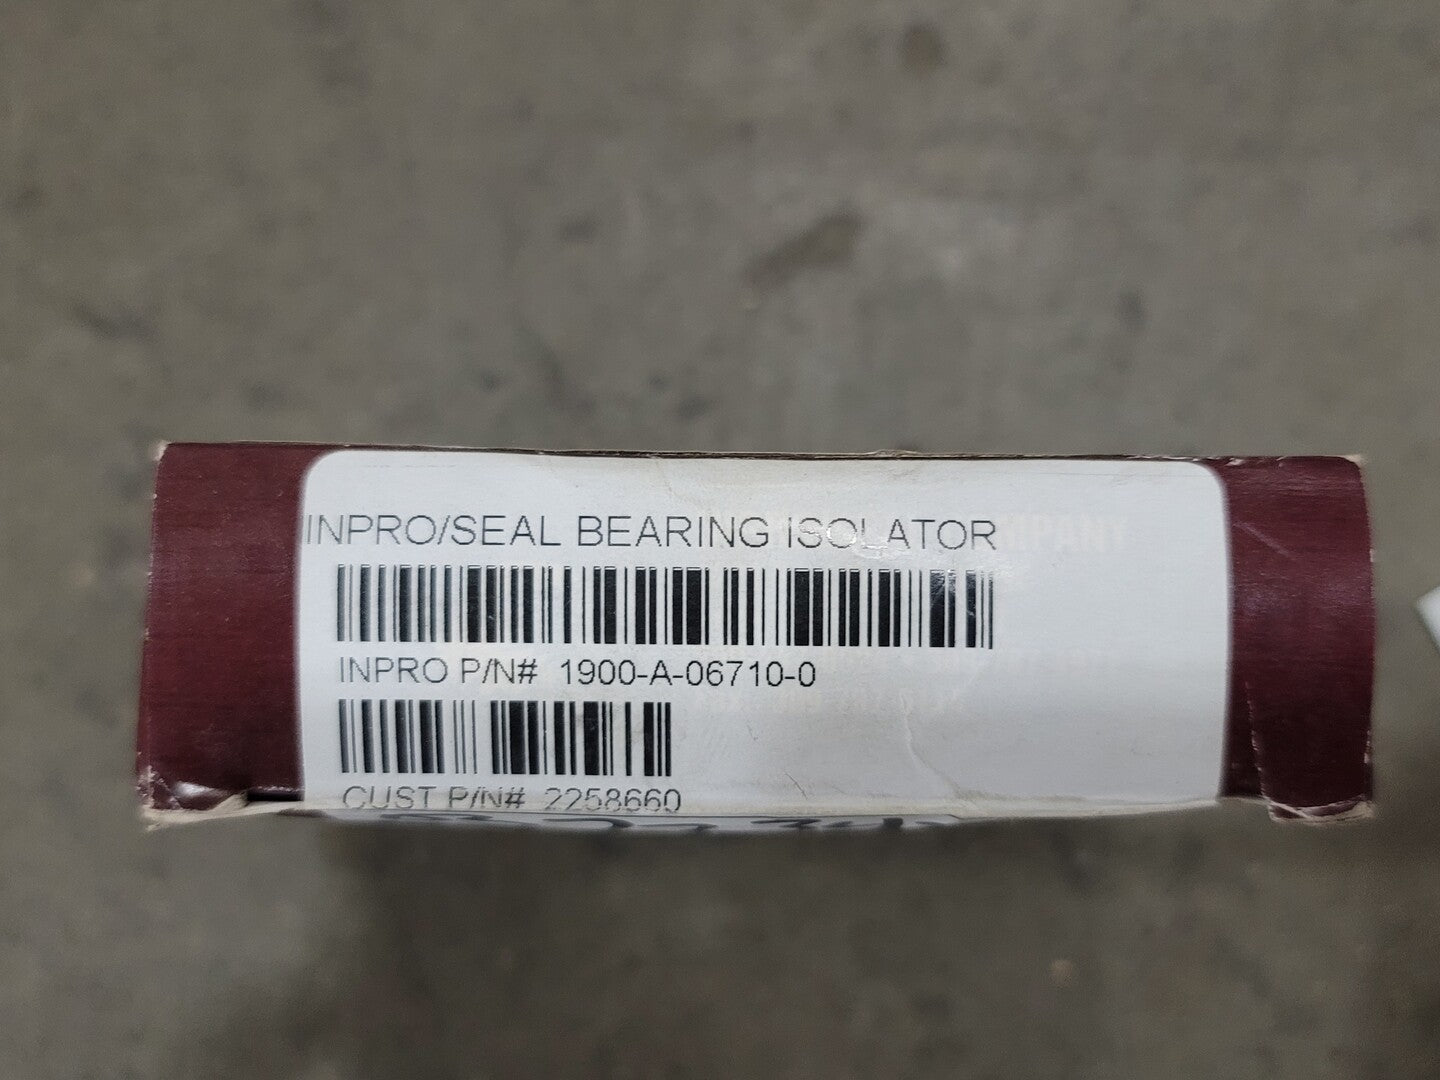 INPRO/SEAL BEARING ISOLATOR
INPRO P/N# 1900-A-06710-0
CUST P/N# 2258660